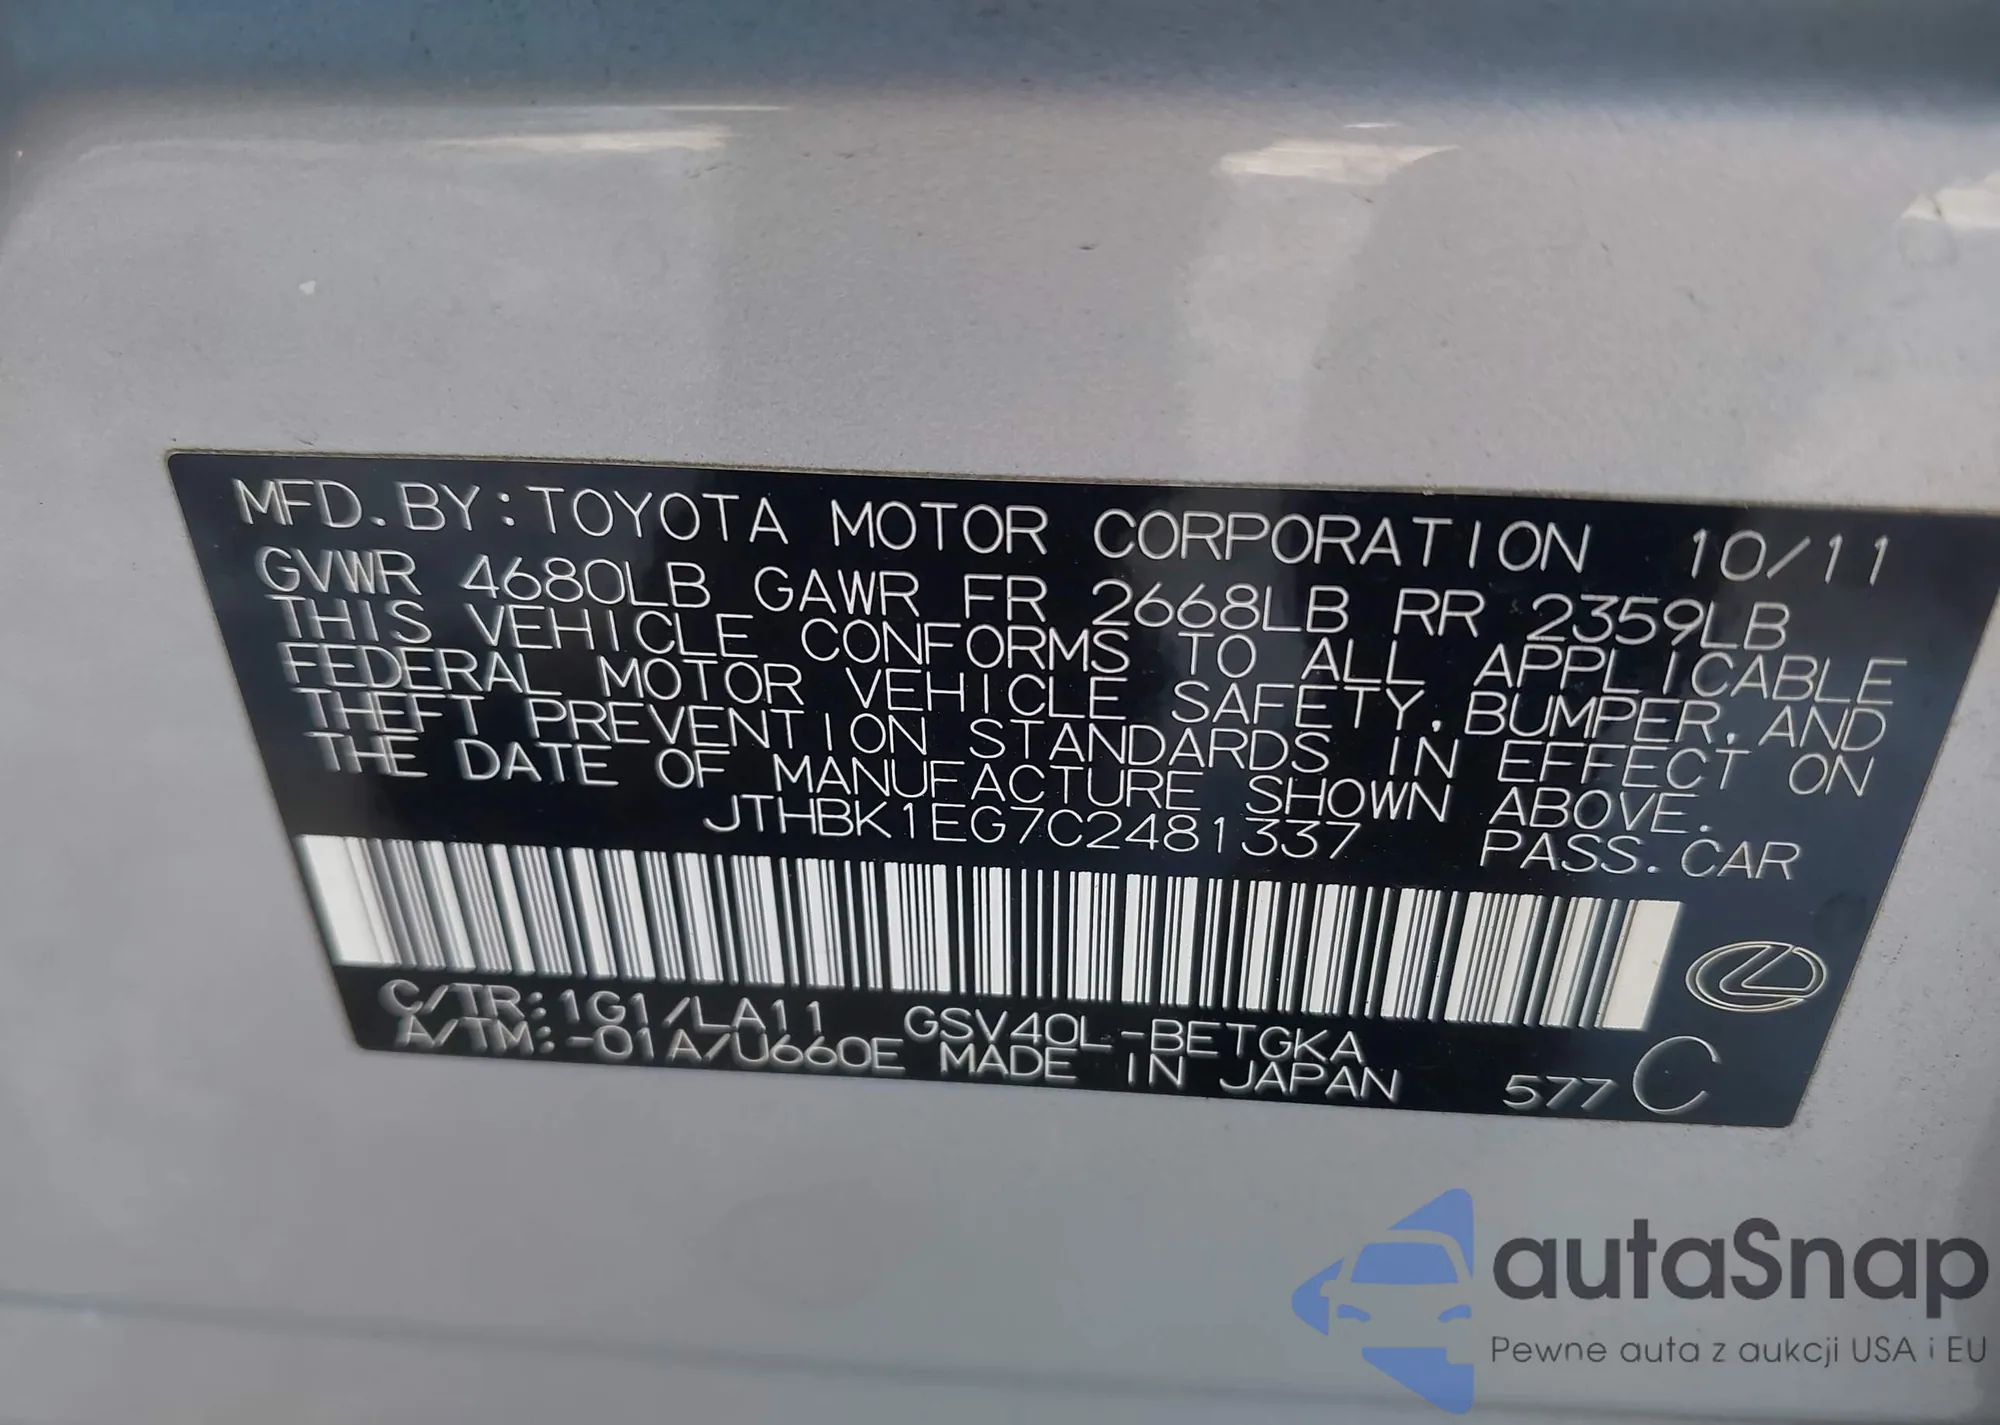 MFD.BY:TOYOTA MOTOR CORPORATION 10/11
GVWR 4680LB GAWR FR 2668LB RR 2359LB
THIS VEHICLE CONFORMS TO ALL APPLICABLE
FEDERAL MOTOR VEHICLE SAFETY, BUMPER, AND
THEFT PREVENTION STANDARDS IN EFFECT ON
THE DATE OF MANUFACTURE SHOWN ABOVE.
JTHBK1EG7C2481337 PASS.CAR
C/TR:1G1/LA11 GSV40L-BETGKA
A/TM:-01A/U660E MADE IN JAPAN 577 C
autaSnap
Pewne auta z aukcji USA i EU